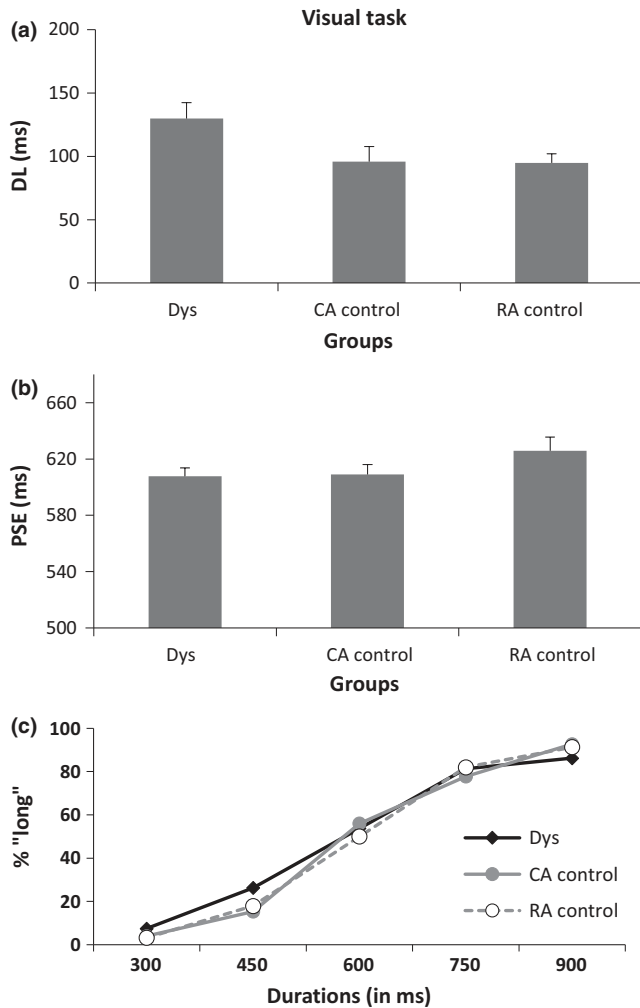 Visual task
(a)
200
150
100
50
0
DL (ms)
Dys CA control RA control
Groups
(b)
660
620
580
540
500
PSE (ms)
Dys CA control RA control
Groups
(c)
100
80
60
40
20
0
% "long"
Dys
CA control
RA control
300 450 600 750 900
Durations (in ms)